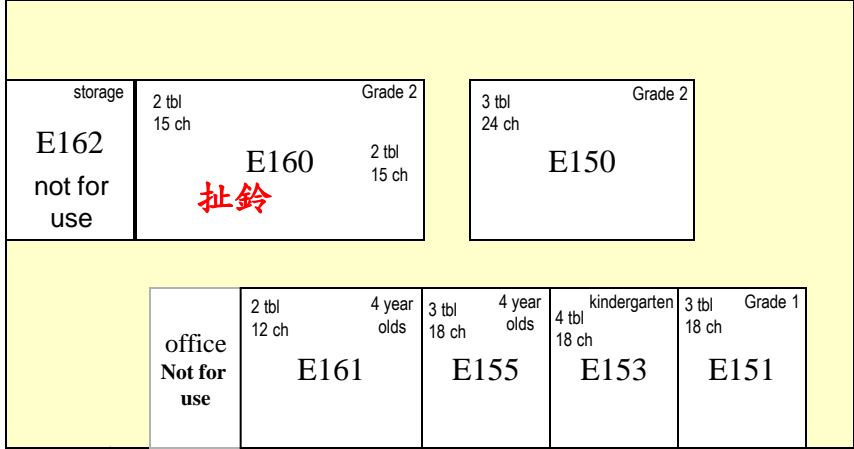 storage
E162
not for
use
Grade 2
2 tbl
15 ch
E160
2 tbl
15 ch
扯鈴
Grade 2
3 tbl
24 ch
E150
office
Not for
use
2 tbl
12 ch
4 year
olds
E161
3 tbl
18 ch
4 year
olds
E155
kindergarten
4 tbl
18 ch
E153
3 tbl
18 ch
Grade 1
E151